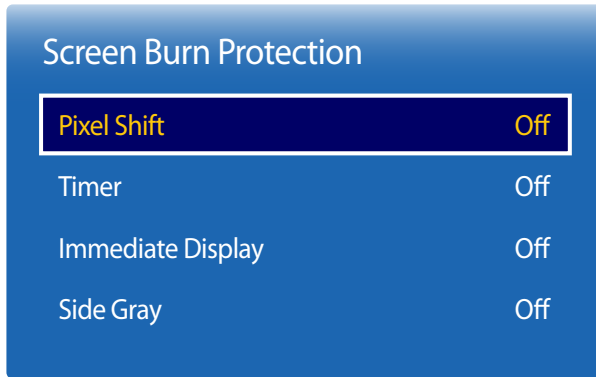 Screen Burn Protection
Pixel Shift Off
Timer Off
Immediate Display Off
Side Gray Off